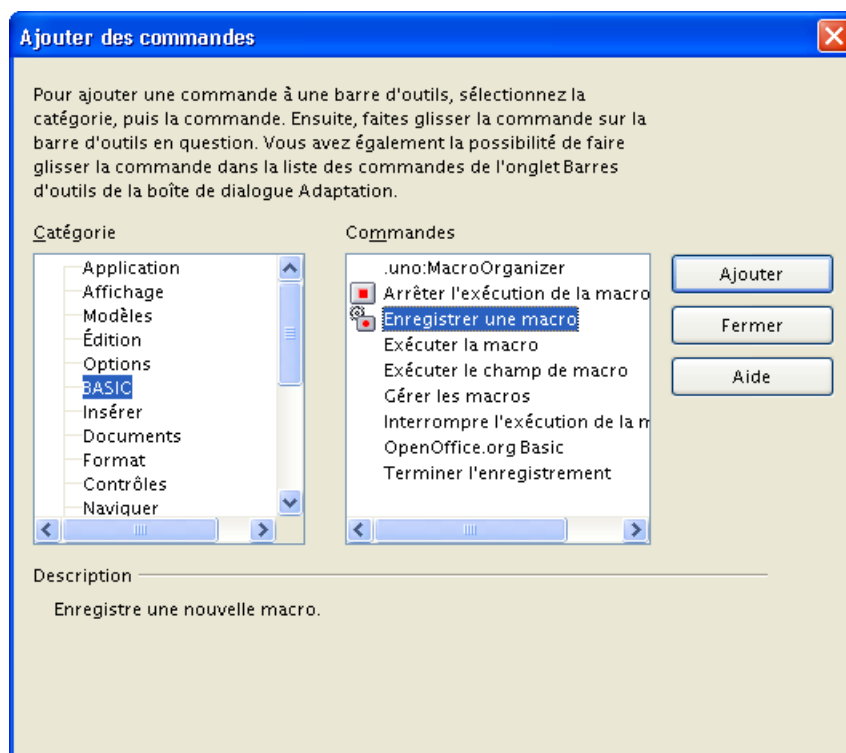 Ajouter des commandes
Pour ajouter une commande à une barre d'outils, sélectionnez la
catégorie, puis la commande. Ensuite, faites glisser la commande sur la
barre d'outils en question. Vous avez également la possibilité de faire
glisser la commande dans la liste des commandes de l'onglet Barres
d'outils de la boîte de dialogue Adaptation.
Catégorie
Application
Affichage
Modèles
Édition
Options
BASIC
Insérer
Documents
Format
Contrôles
Naviquer
Commandes
.uno:MacroOrganizer
Arrêter l'exécution de la macro
Enregistrer une macro
Exécuter la macro
Exécuter le champ de macro
Gérer les macros
Interrompre l'exécution de la m
OpenOffice.org Basic
Terminer l'enregistrement
Ajouter
Fermer
Aide
Description
Enregistre une nouvelle macro.